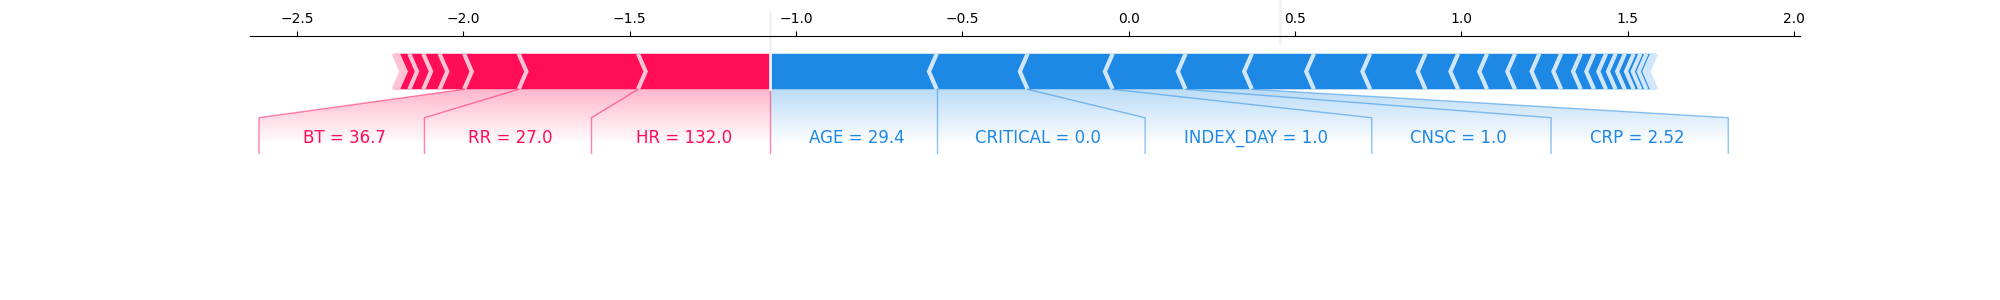 −2.5 −2.0 −1.5 −1.0 −0.5 0.0 0.5 1.0 1.5 2.0
BT = 36.7 RR = 27.0 HR = 132.0 AGE = 29.4 CRITICAL = 0.0 INDEX_DAY = 1.0 CNSC = 1.0 CRP = 2.52